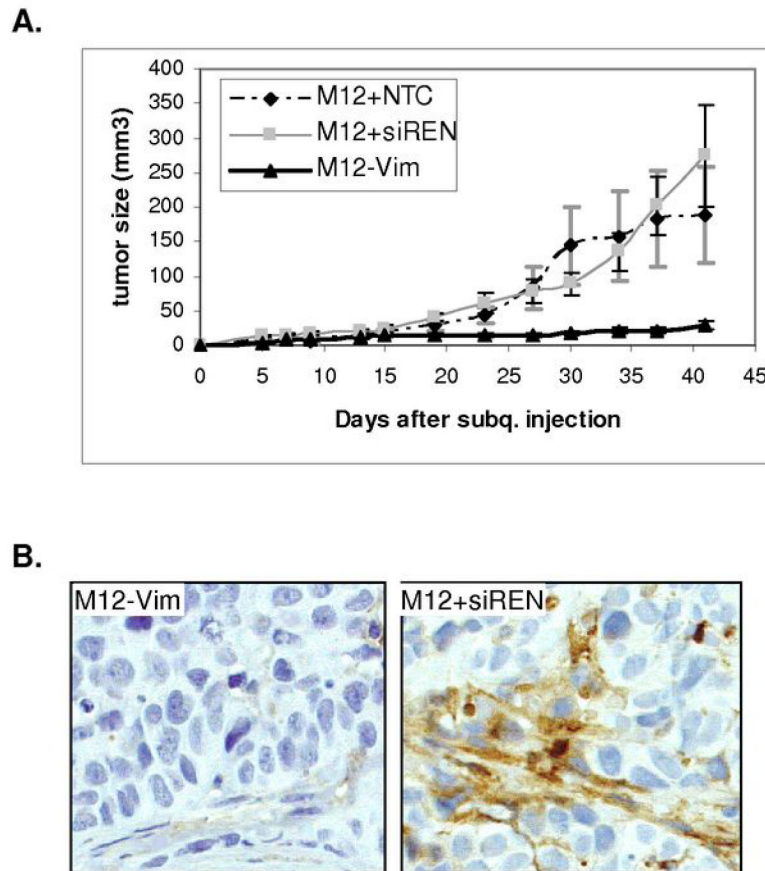 A.
400
350
300
250
200
150
100
50
0
tumor size (mm3)
M12+NTC
M12+siREN
M12-Vim
0 5 10 15 20 25 30 35 40 45
Days after subq. injection
B.
M12-Vim
M12+siREN